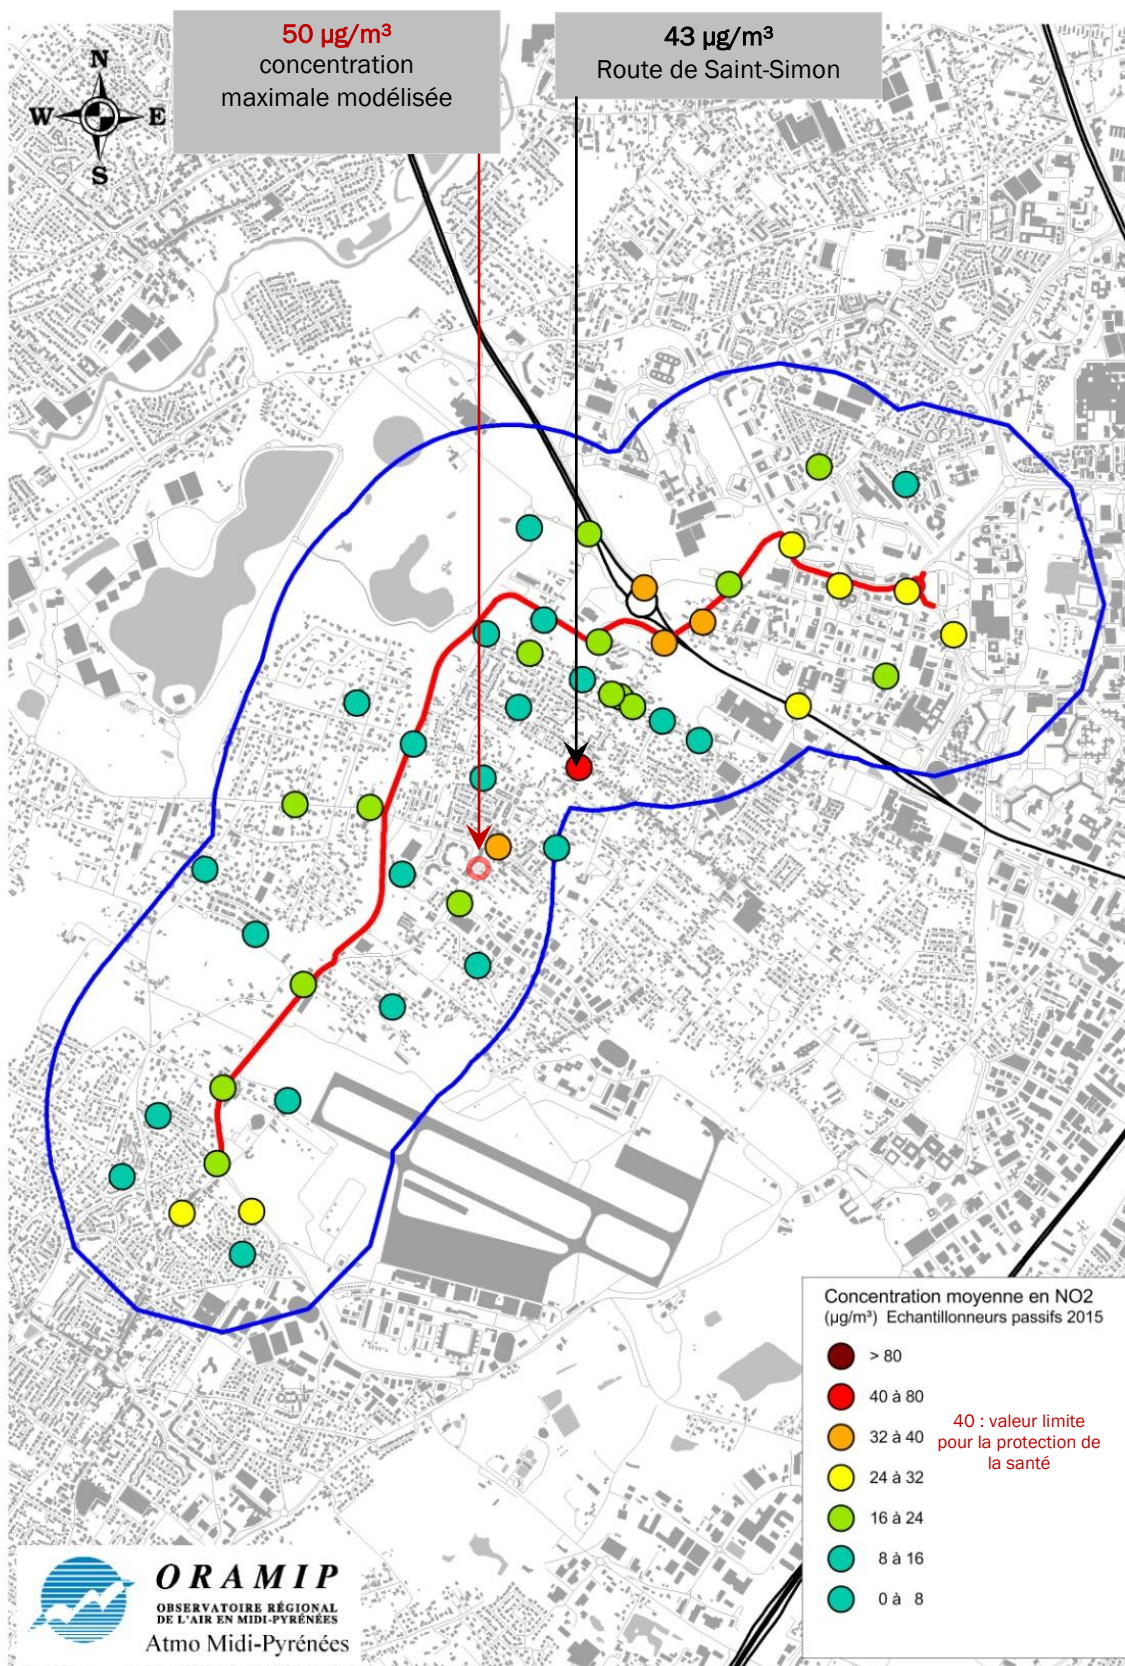 50 µg/m³
concentration
maximale modélisée
43 µg/m³
Route de Saint-Simon
N
W
E
S
Concentration moyenne en NO2
(µg/m³) Echantillonneurs passifs 2015
> 80
40 à 80
32 à 40
24 à 32
16 à 24
8 à 16
0 à 8
40 : valeur limite
pour la protection de
la santé
ORAMIP
OBSERVATOIRE RÉGIONAL
DE L'AIR EN MIDI-PYRÉNÉES
Atmo Midi-Pyrénées